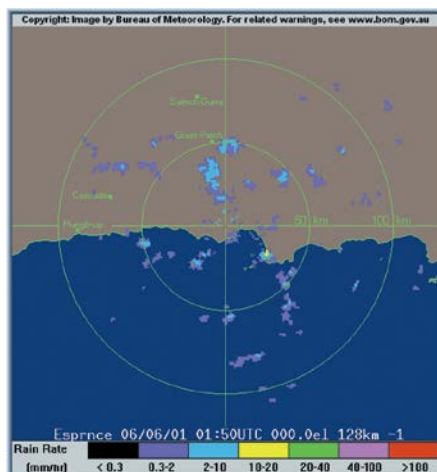 Copyright: Image by Bureau of Meteorology. For related warnings, see www.bom.gov.au
Salmon Gums
Grass Patch
Cascade
Munglinup
50 km
100 km
Esprnce 06/06/01 01:50UTC 000.0el 128km -1
Rain Rate
(mm/hr) < 0.3 0.3-2 2-10 10-20 20-40 40-100 >100